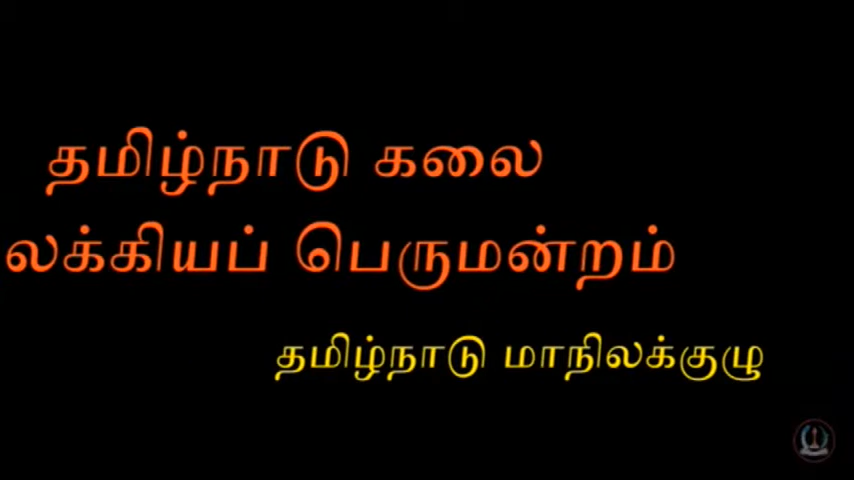 தமிழ்நாடு கலை
லக்கியப் பெருமன்றம்
தமிழ்நாடு மாநிலக்குழு